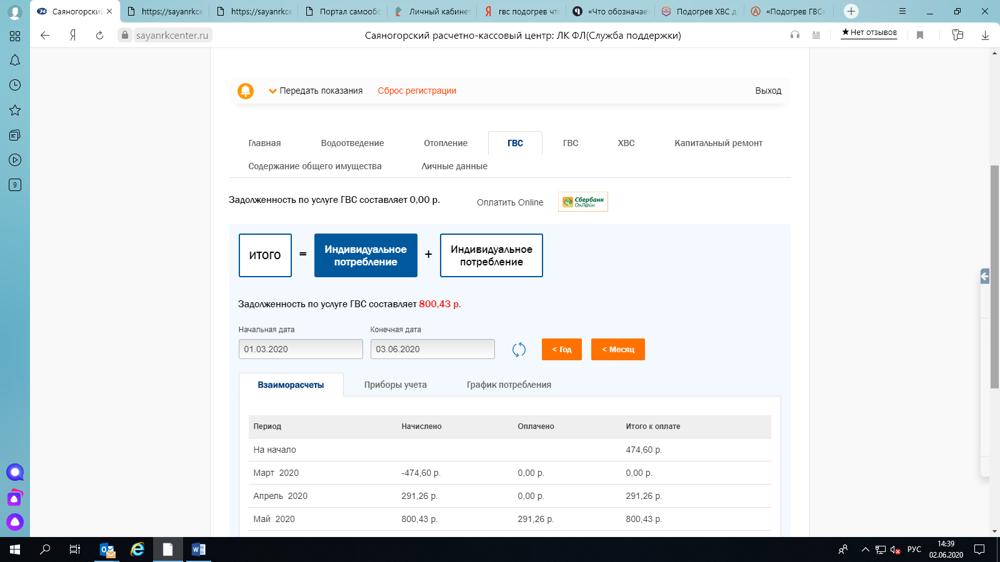 Саяногорский
https://sayanrkce
https://sayanrkce
Портал самообс
Личный кабинет
гвс подогрев что
«Что обозначает
Подогрев ХВС д
«Подогрев ГВС»
sayanrkcenter.ru
Саяногорский расчетно-кассовый центр: ЛК ФЛ(Служба поддержки)
★Нет отзывов
9
Передать показания
Сброс регистрации
Выход
Главная
Водоотведение
Отопление
ГВС
ГВС
ХВС
Капитальный ремонт
Содержание общего имущества
Личные данные
Задолженность по услуге ГВС составляет 0,00 р.
Оплатить Online
Сбербанк
ОнЛ@йн
ИТОГО
=
Индивидуальное
потребление
+
Индивидуальное
потребление
Задолженность по услуге ГВС составляет 800,43 р.
Начальная дата
Конечная дата
01.03.2020
03.06.2020
< Год
< Месяц
Взаиморасчеты
Приборы учета
График потребления
Период Начислено Оплачено Итого к оплате
На начало 474,60 р.
Март 2020 -474,60 р. 0,00 р. 0,00 р.
Апрель 2020 291,26 р. 0,00 р. 291,26 р.
Май 2020 800,43 р. 291,26 р. 800,43 р.
РУС
14:39
02.06.2020